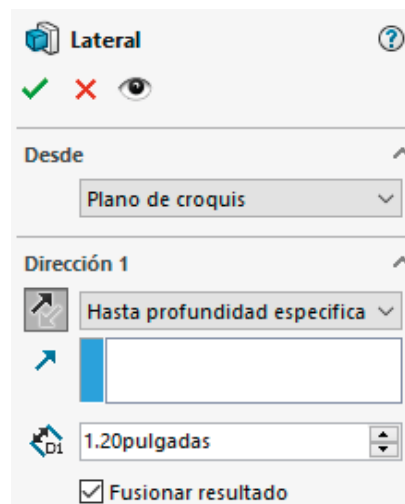 Lateral
Desde
Plano de croquis
Dirección 1
Hasta profundidad especifica
D1
1.20pulgadas
Fusionar resultado